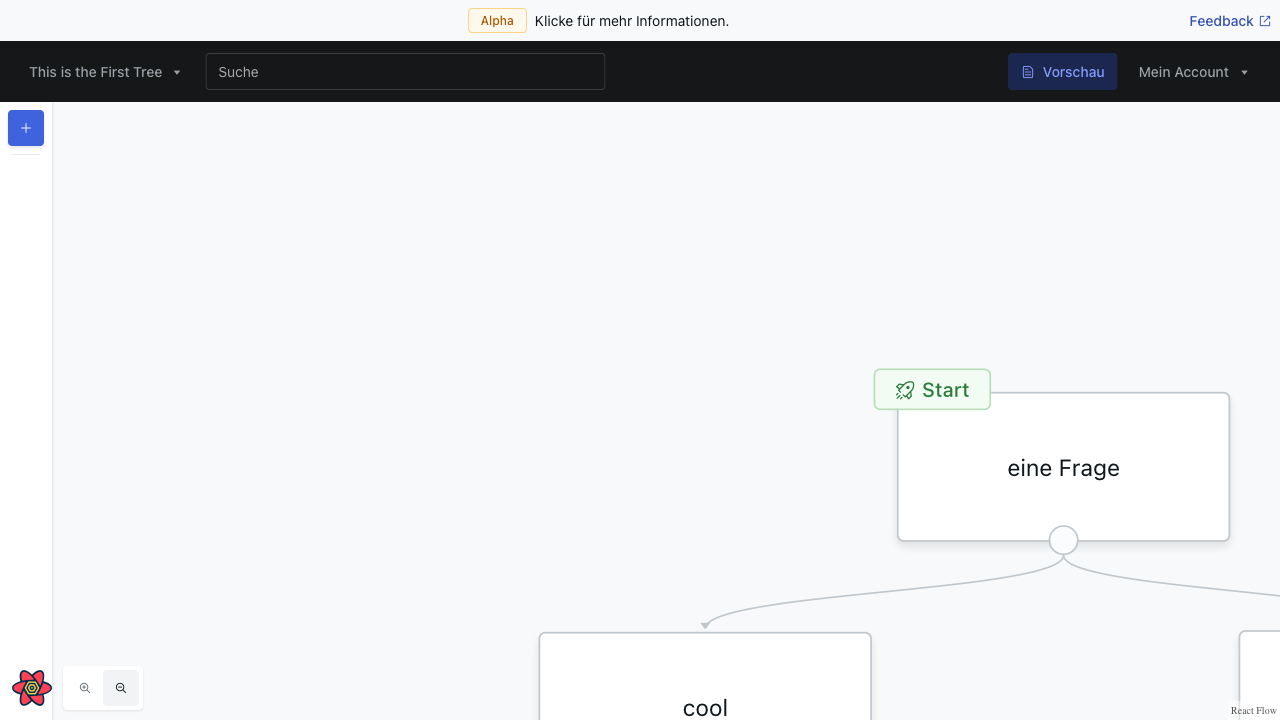 Alpha Klicke für mehr Informationen. Feedback
This is the First Tree Suche Vorschau Mein Account
Start
eine Frage
cool
React Flow